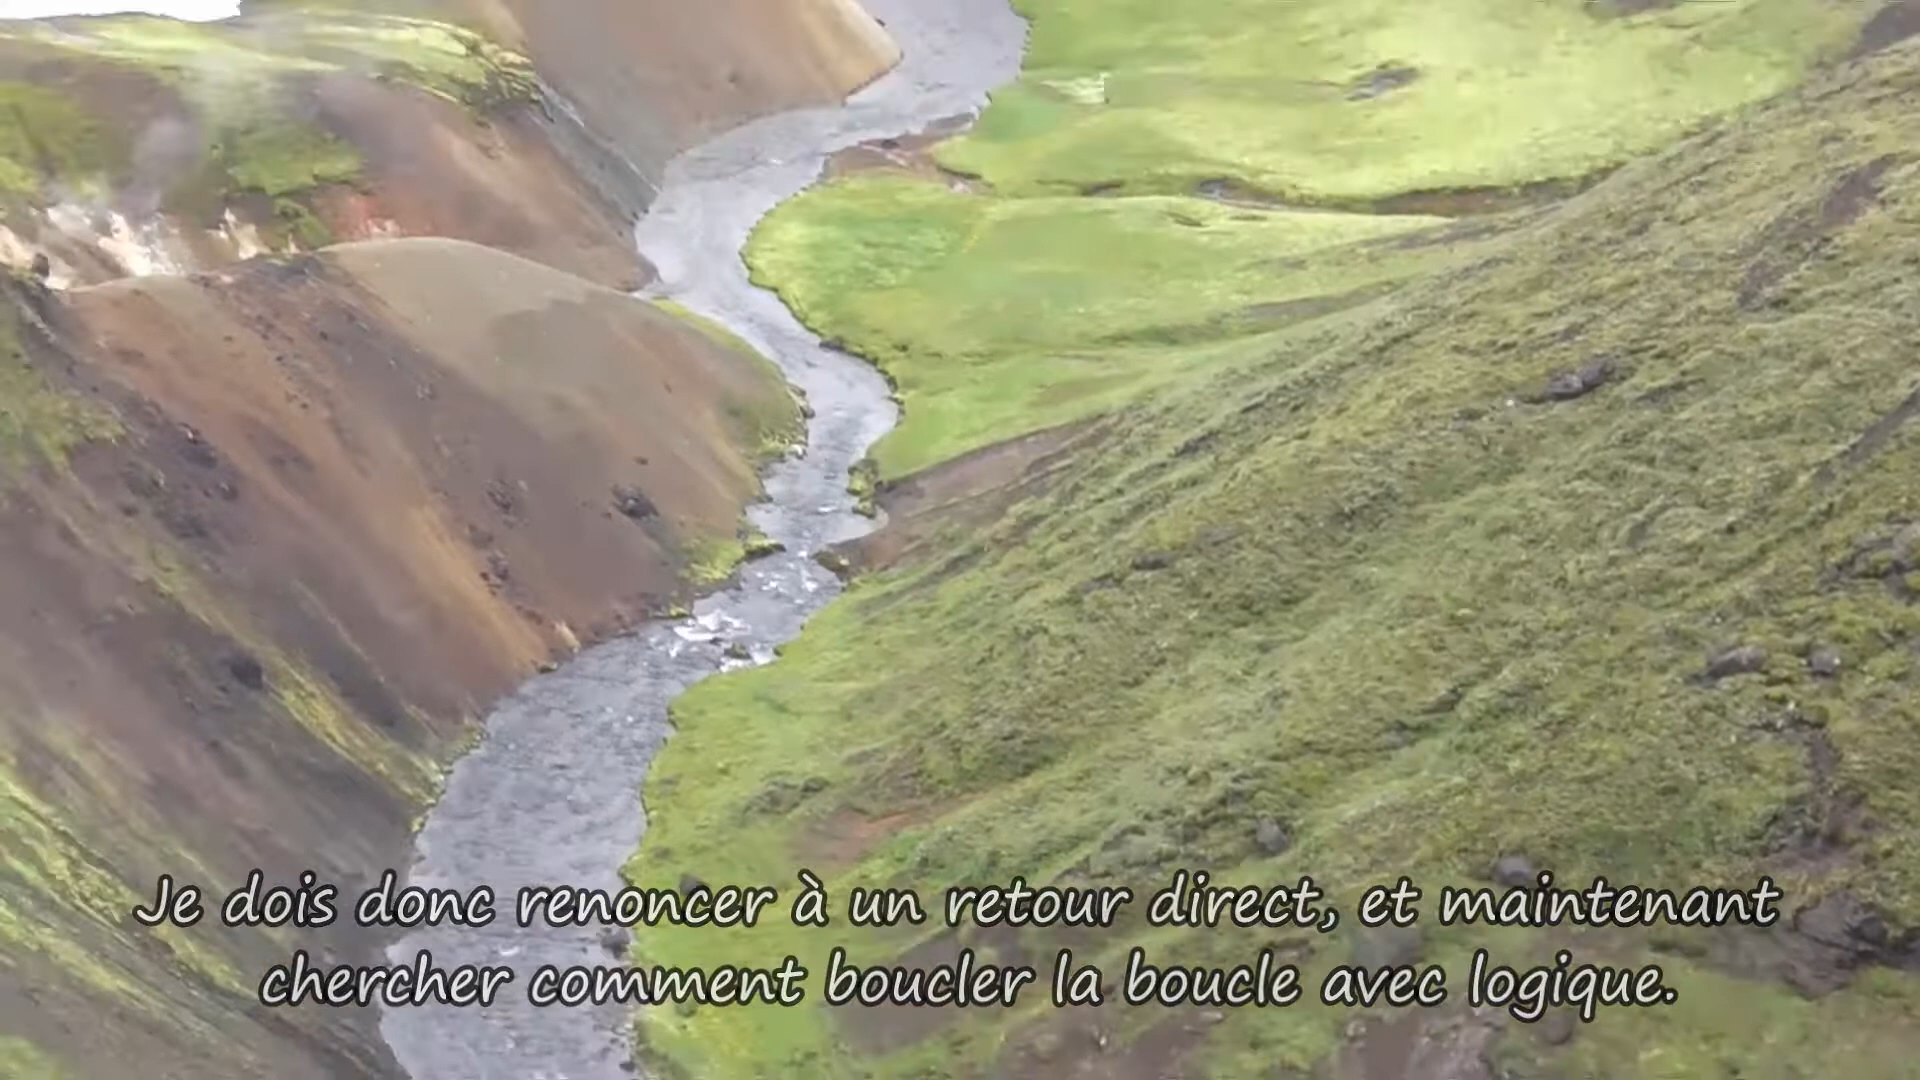 Je dois donc renoncer à un retour direct, et maintenant
chercher comment boucler la boucle avec logique.